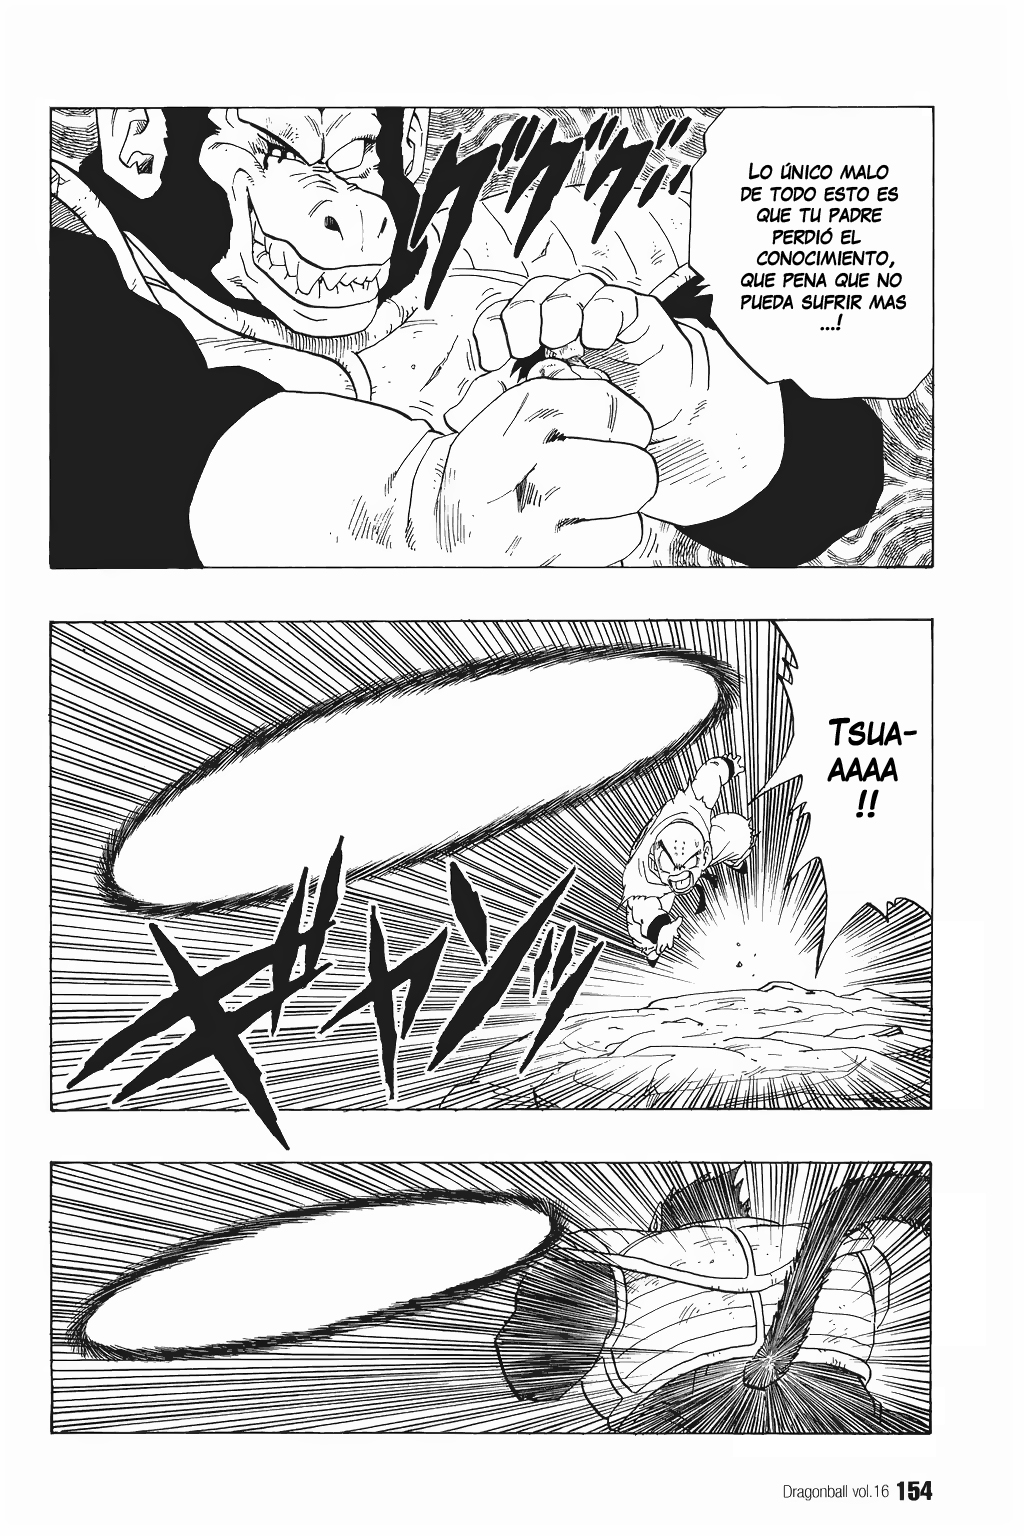 グググ‥
Lo único malo
de todo esto es
que tu padre
perdió el
conocimiento,
que pena que no
pueda sufrir mas
...!
Tsua-
aaaa
!!
ギャンッ
Dragonball vol.16 154